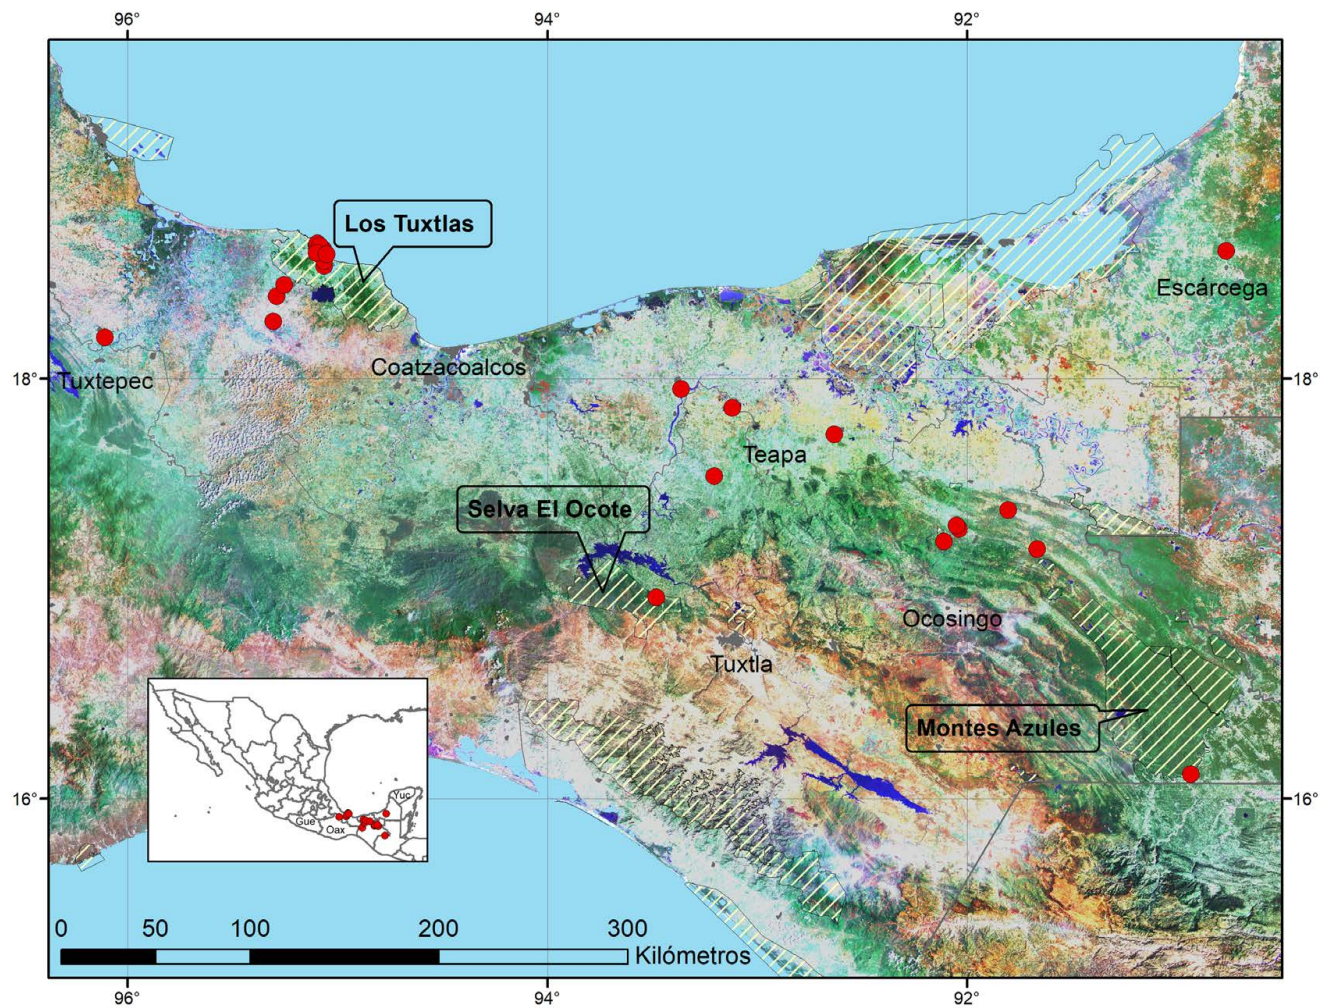 96°
94°
92°
Los Tuxtlas
Escárcega
Coatzacoalcos
18°
Tuxtepec
18°
Teapa
Selva El Ocote
Ocosingo
Tuxtla
Montes Azules
16°
16°
Yuc
Gue
Oax
0
50
100
200
300
Kilómetros
96°
94°
92°